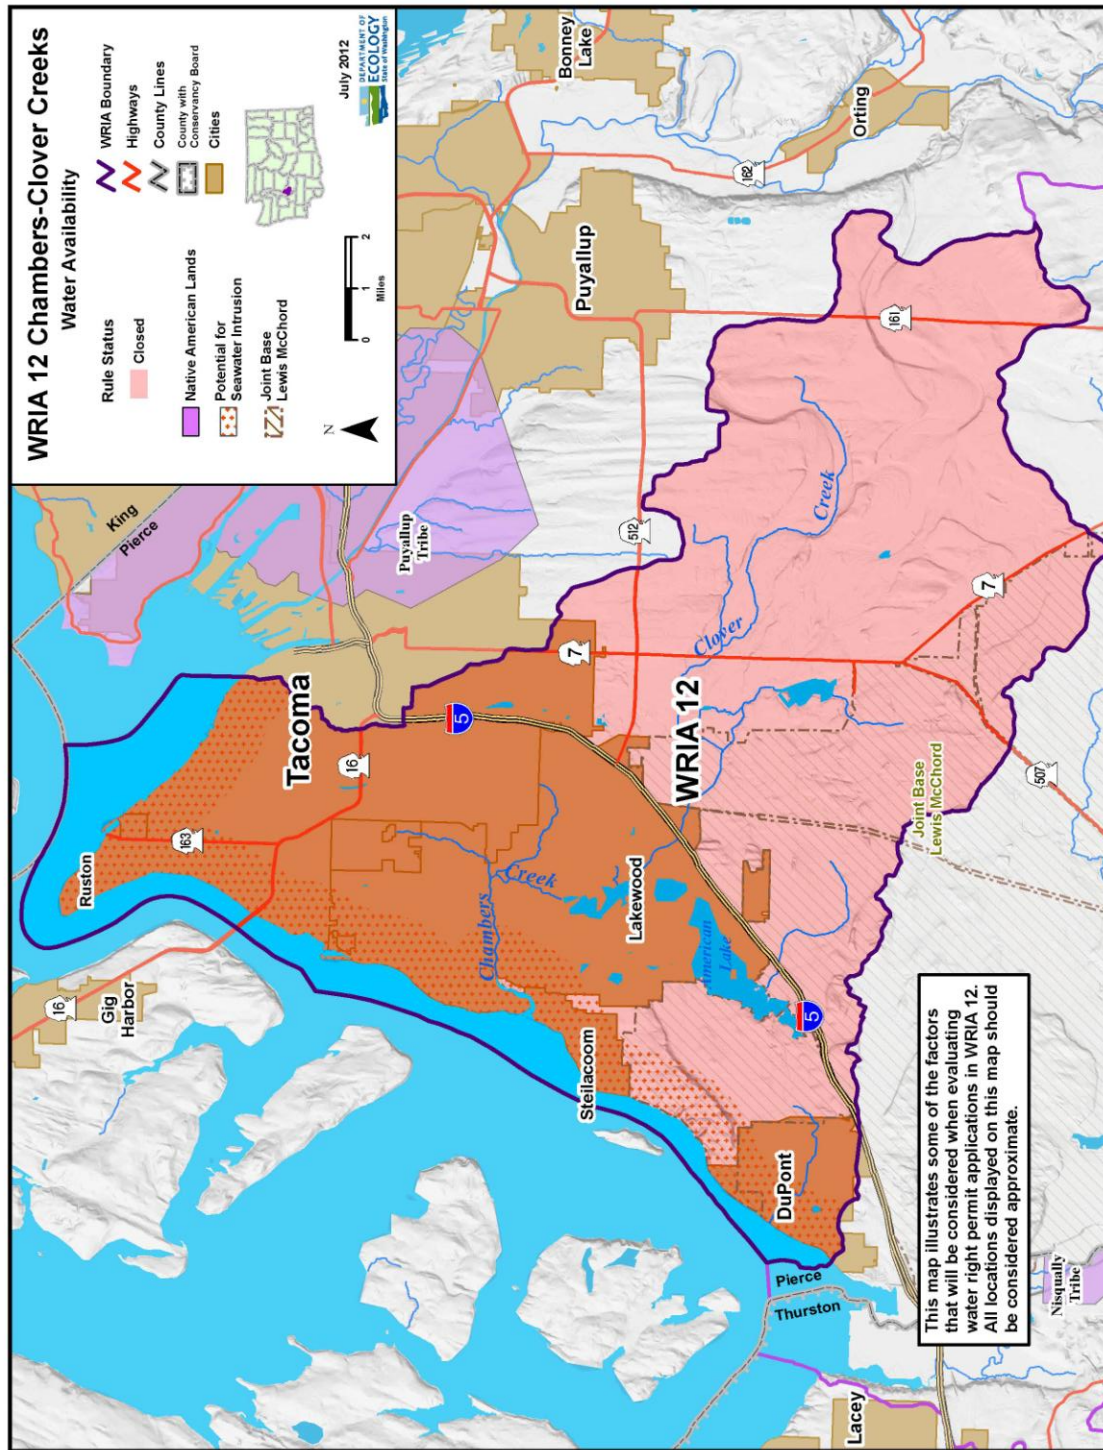 WRIA 12 Chambers-Clover Creeks
Water Availability
Rule Status
Closed
Native American Lands
Potential for
Seawater Intrusion
Joint Base
Lewis McChord
WRIA Boundary
Highways
County Lines
County with
Conservancy Board
Cities
N
0 1 2
Miles
July 2012
DEPARTMENT OF
ECOLOGY
State of Washington
King
Pierce
Gig
Harbor
16
Ruston
163
Tacoma
16
5
7
Puyallup
Tribe
Puyallup
Bonney
Lake
Orting
162
161
512
Chambers
Creek
Lakewood
Steilacoom
American
Lake
5
DuPont
WRIA 12
Clover
Creek
7
507
Joint Base
Lewis McChord
Pierce
Thurston
Lacey
Nisqually
Tribe
This map illustrates some of the factors
that will be considered when evaluating
water right permit applications in WRIA 12.
All locations displayed on this map should
be considered approximate.